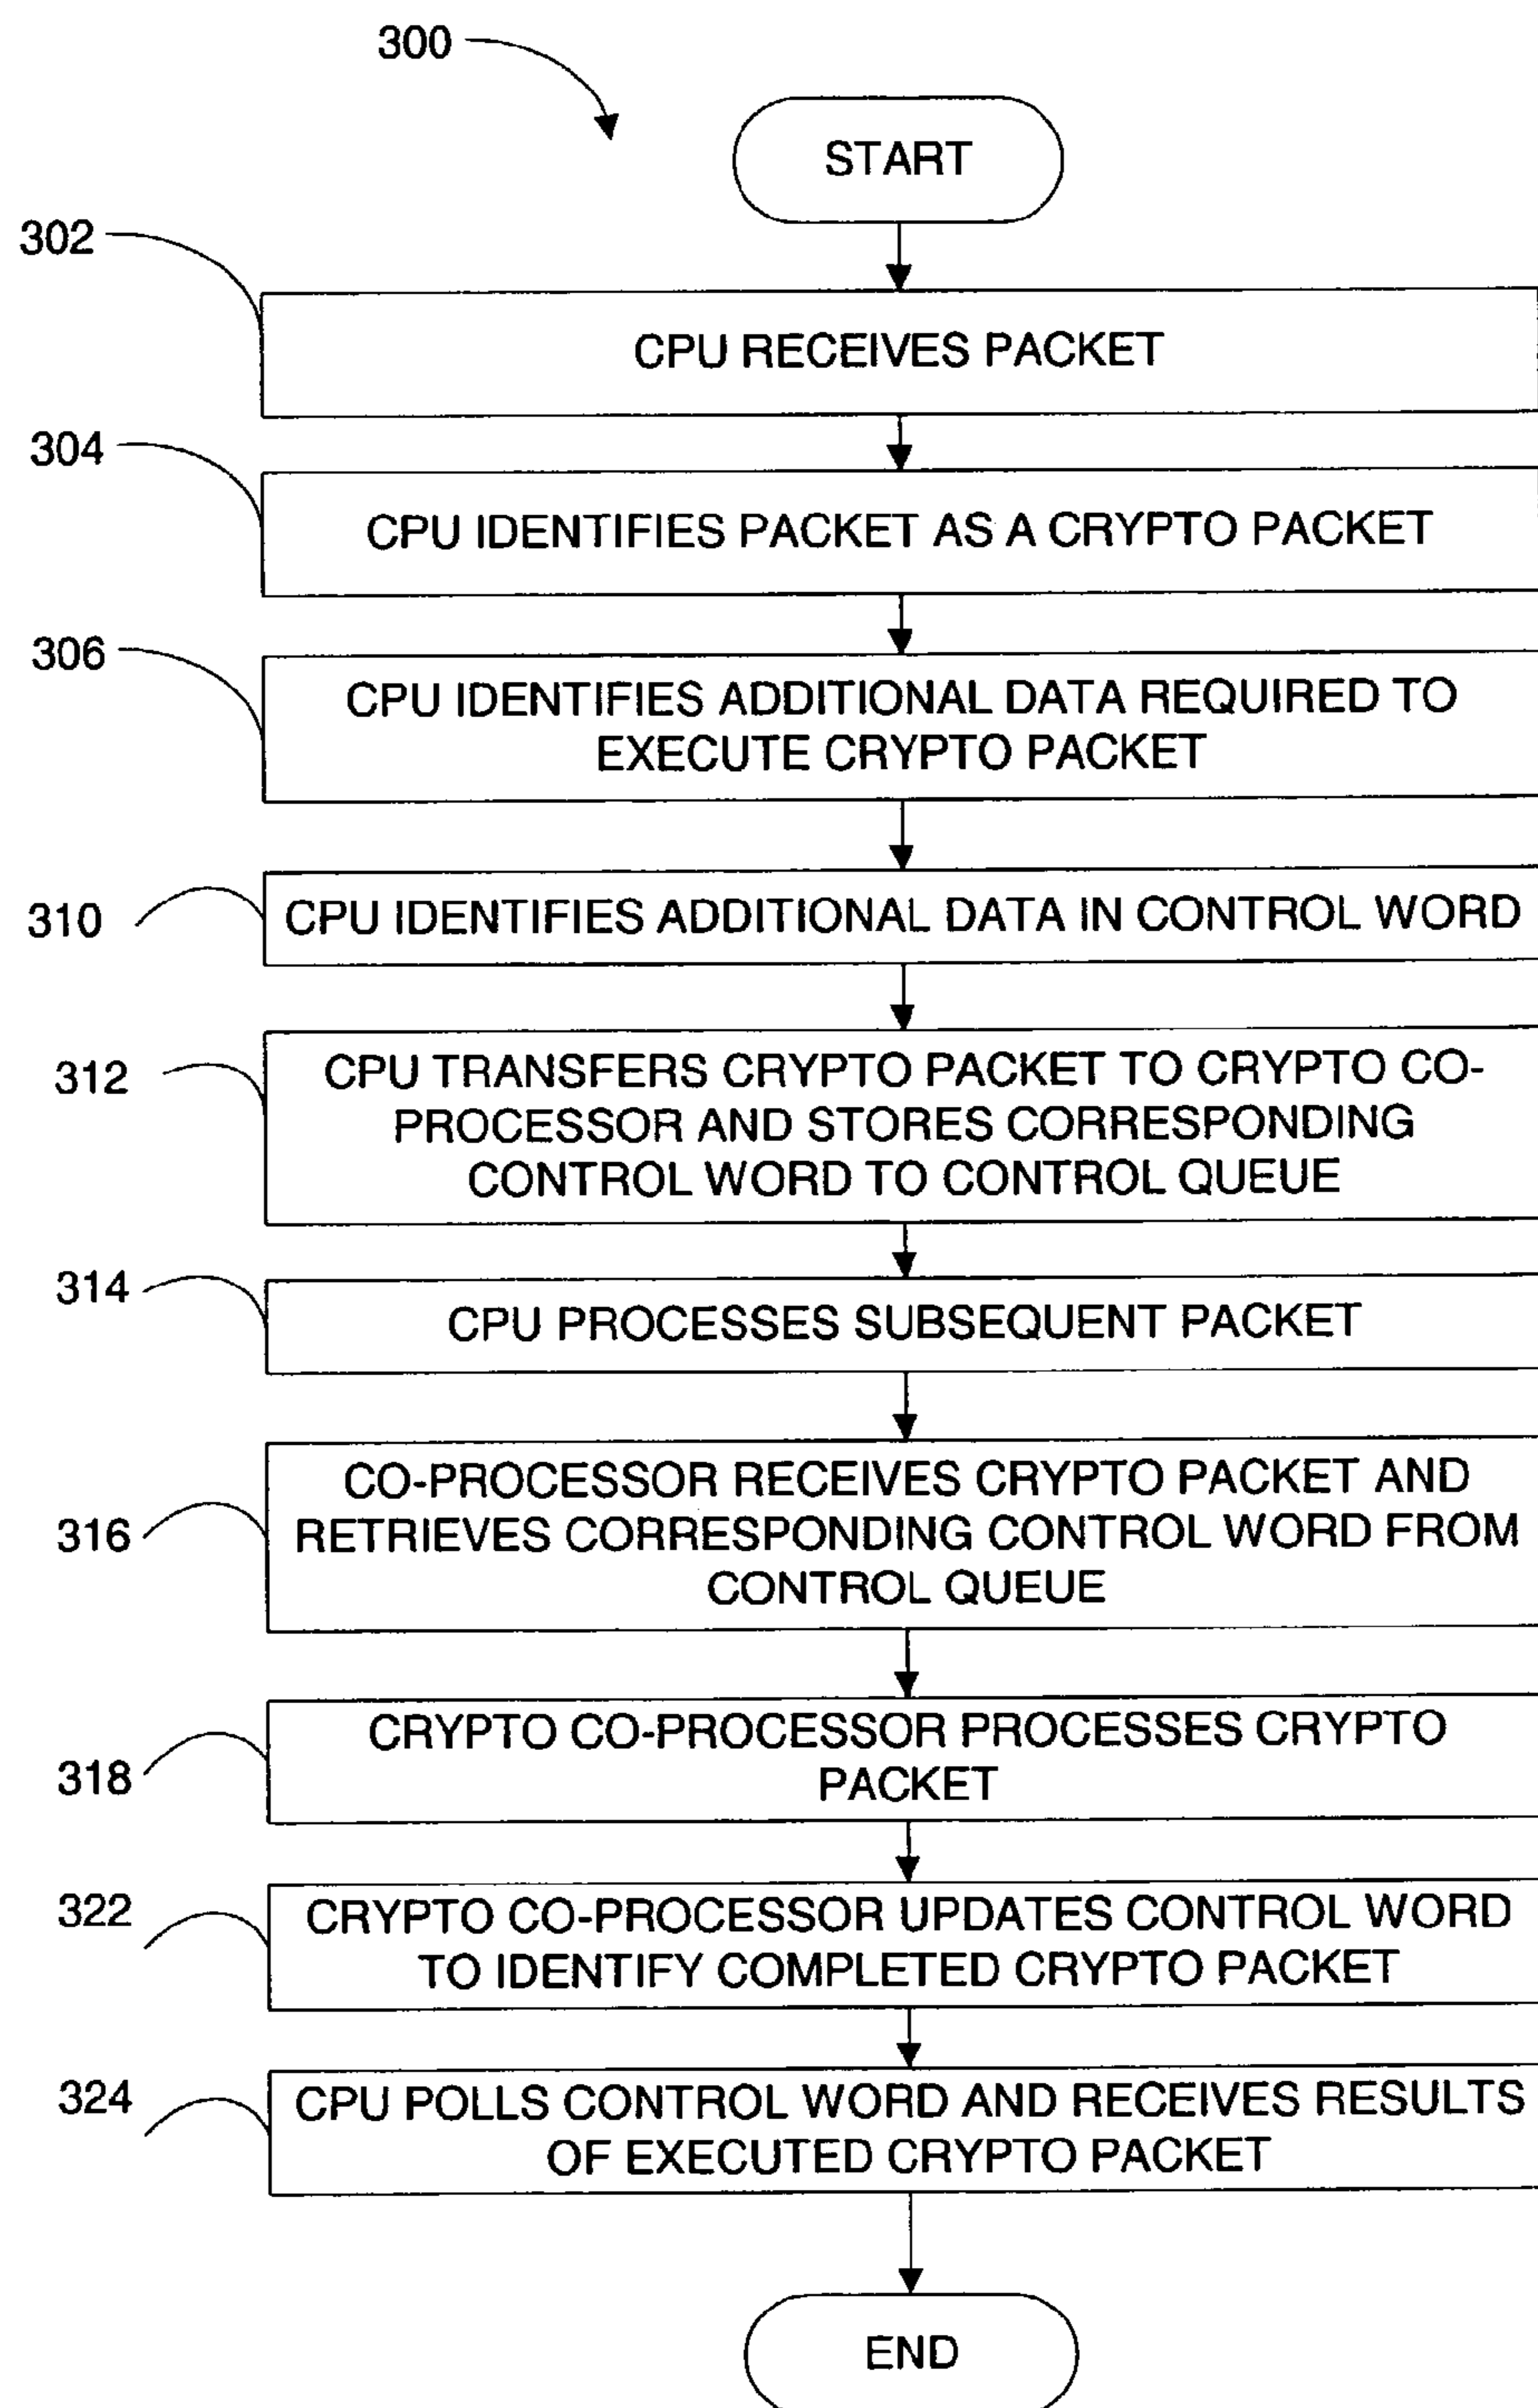 300
START
302
CPU RECEIVES PACKET
304
CPU IDENTIFIES PACKET AS A CRYPTO PACKET
306
CPU IDENTIFIES ADDITIONAL DATA REQUIRED TO
EXECUTE CRYPTO PACKET
310
CPU IDENTIFIES ADDITIONAL DATA IN CONTROL WORD
312
CPU TRANSFERS CRYPTO PACKET TO CRYPTO CO-
PROCESSOR AND STORES CORRESPONDING
CONTROL WORD TO CONTROL QUEUE
314
CPU PROCESSES SUBSEQUENT PACKET
316
CO-PROCESSOR RECEIVES CRYPTO PACKET AND
RETRIEVES CORRESPONDING CONTROL WORD FROM
CONTROL QUEUE
318
CRYPTO CO-PROCESSOR PROCESSES CRYPTO
PACKET
322
CRYPTO CO-PROCESSOR UPDATES CONTROL WORD
TO IDENTIFY COMPLETED CRYPTO PACKET
324
CPU POLLS CONTROL WORD AND RECEIVES RESULTS
OF EXECUTED CRYPTO PACKET
END